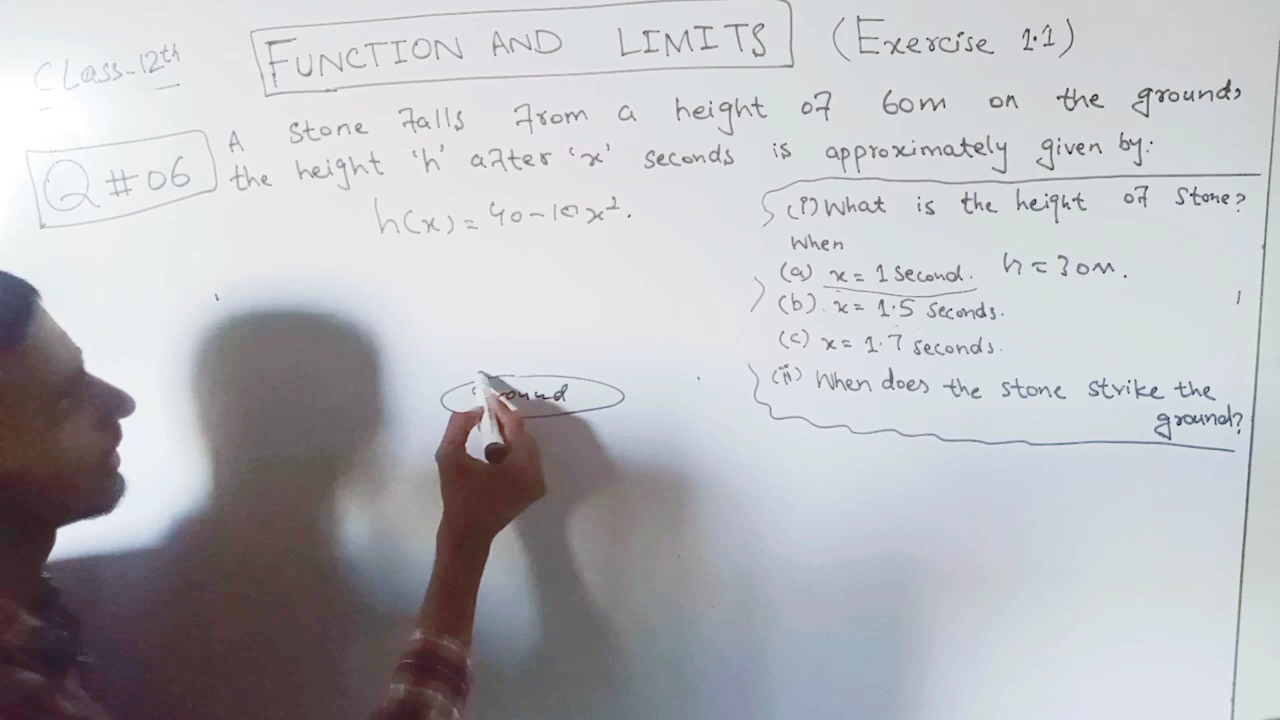 Class-12th
FUNCTION AND LIMITS (Exercise 1.1)
Q # 06
A stone falls from a height of 60m on the ground,
the height 'h' after 'x' seconds is approximately given by:
h(x) = 40-10x².
(i) What is the height of stone?
When
(a) x = 1 second. h = 30m.
(b) x = 1.5 seconds.
(c) x = 1.7 seconds.
(ii) When does the stone strike the
ground?